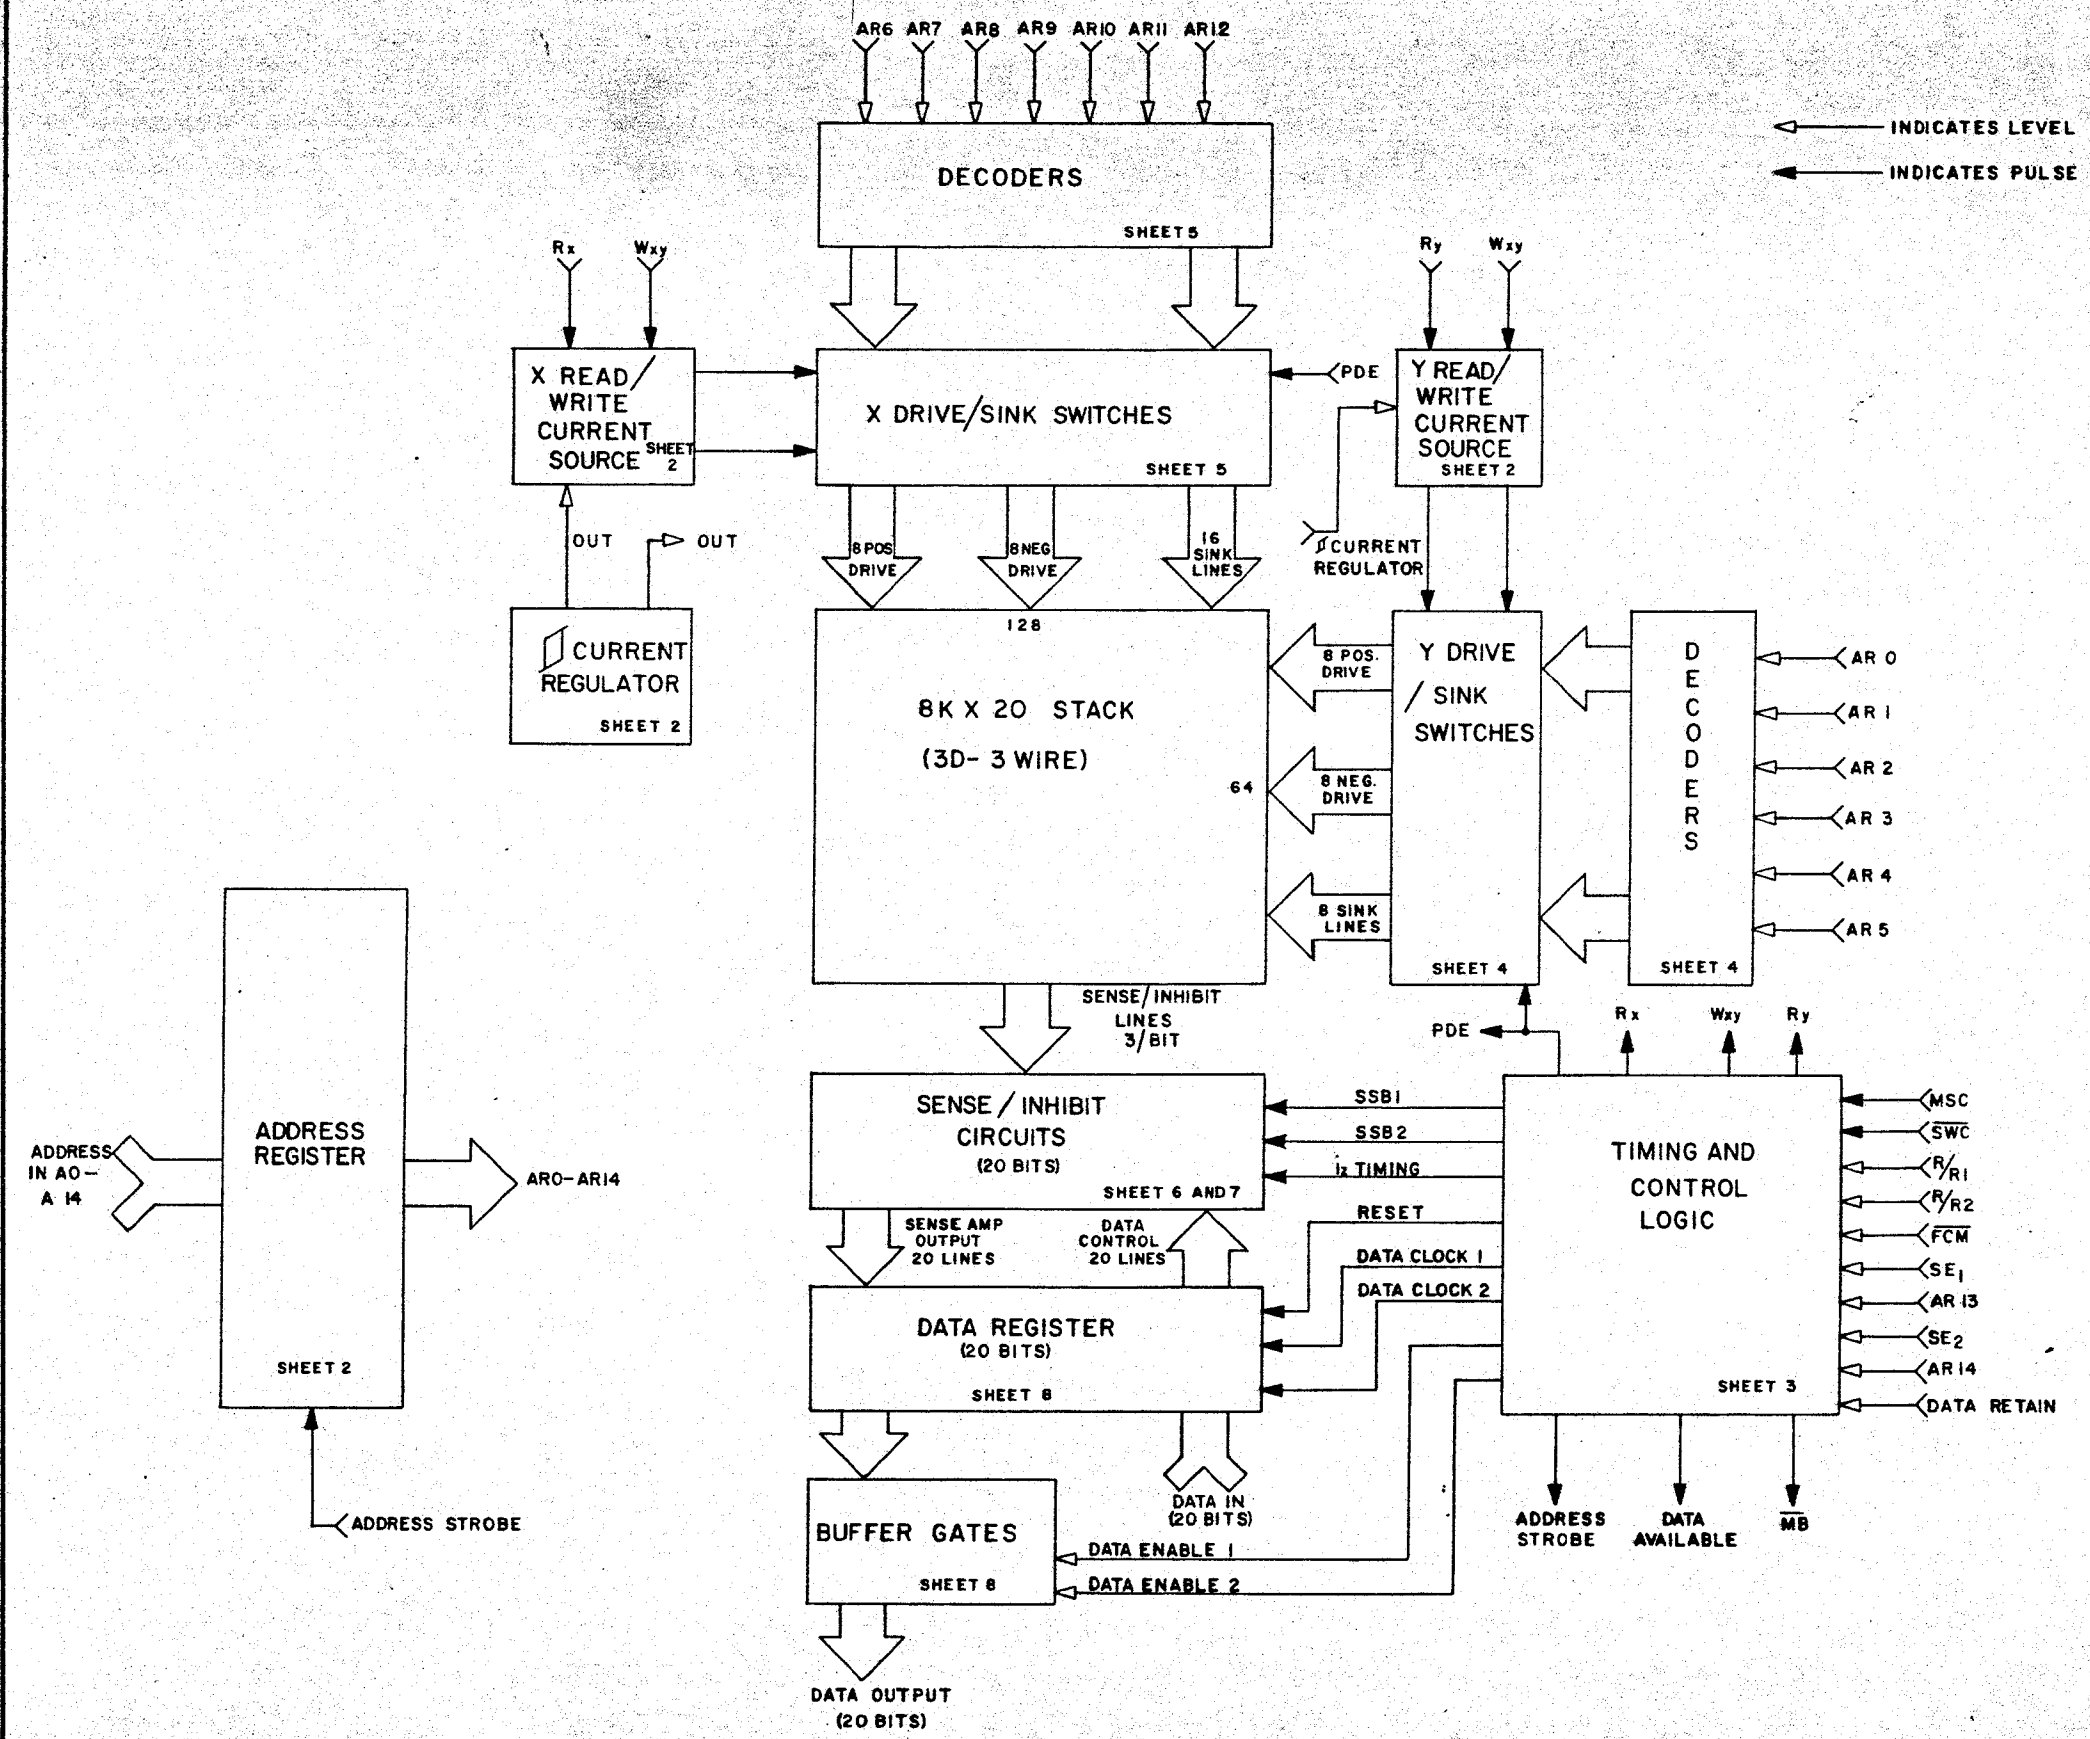 AR6 AR7 AR8 AR9 AR10 AR11 AR12
INDICATES LEVEL
INDICATES PULSE
DECODERS
SHEET 5
Rx Wxy
Ry Wxy
X READ/
WRITE
CURRENT
SOURCE
SHEET
2
X DRIVE/SINK SWITCHES
SHEET 5
PDE
Y READ/
WRITE
CURRENT
SOURCE
SHEET 2
OUT
OUT
8 POS
DRIVE
8 NEG
DRIVE
16
SINK
LINES
CURRENT
REGULATOR
CURRENT
REGULATOR
SHEET 2
128
8K X 20 STACK
(3D-3 WIRE)
64
8 POS.
DRIVE
8 NEG.
DRIVE
8 SINK
LINES
Y DRIVE
/ SINK
SWITCHES
SHEET 4
DECODERS
SHEET 4
AR 0
AR 1
AR 2
AR 3
AR 4
AR 5
SENSE/INHIBIT
LINES
3/BIT
PDE
Rx Wxy Ry
ADDRESS
IN A0-
A 14
ADDRESS
REGISTER
SHEET 2
AR0-AR14
ADDRESS STROBE
SENSE/INHIBIT
CIRCUITS
(20 BITS)
SHEET 6 AND 7
SSB1
SSB2
Iz TIMING
RESET
DATA CLOCK 1
DATA CLOCK 2
TIMING AND
CONTROL
LOGIC
SHEET 3
MSC
S̅W̅C̅
R/R1
R/R2
F̅C̅M̅
SE1
AR 13
SE2
AR 14
DATA RETAIN
SENSE AMP
OUTPUT
20 LINES
DATA
CONTROL
20 LINES
DATA REGISTER
(20 BITS)
SHEET 8
BUFFER GATES
SHEET 8
DATA IN
(20 BITS)
DATA ENABLE 1
DATA ENABLE 2
ADDRESS
STROBE
DATA
AVAILABLE
M̅B̅
DATA OUTPUT
(20 BITS)